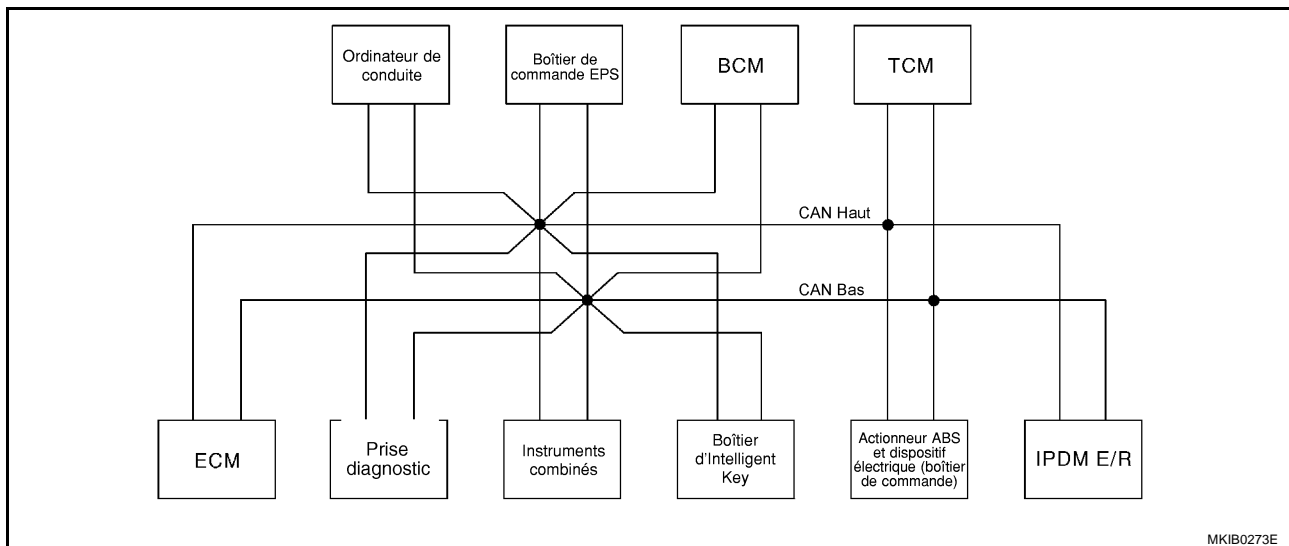 Ordinateur de
conduite
Boîtier de
commande EPS
BCM
TCM
CAN Haut
CAN Bas
ECM
Prise
diagnostic
Instruments
combinés
Boîtier
d'Intelligent
Key
Actionneur ABS
et dispositif
électrique (boîtier
de commande)
IPDM E/R
MKIB0273E